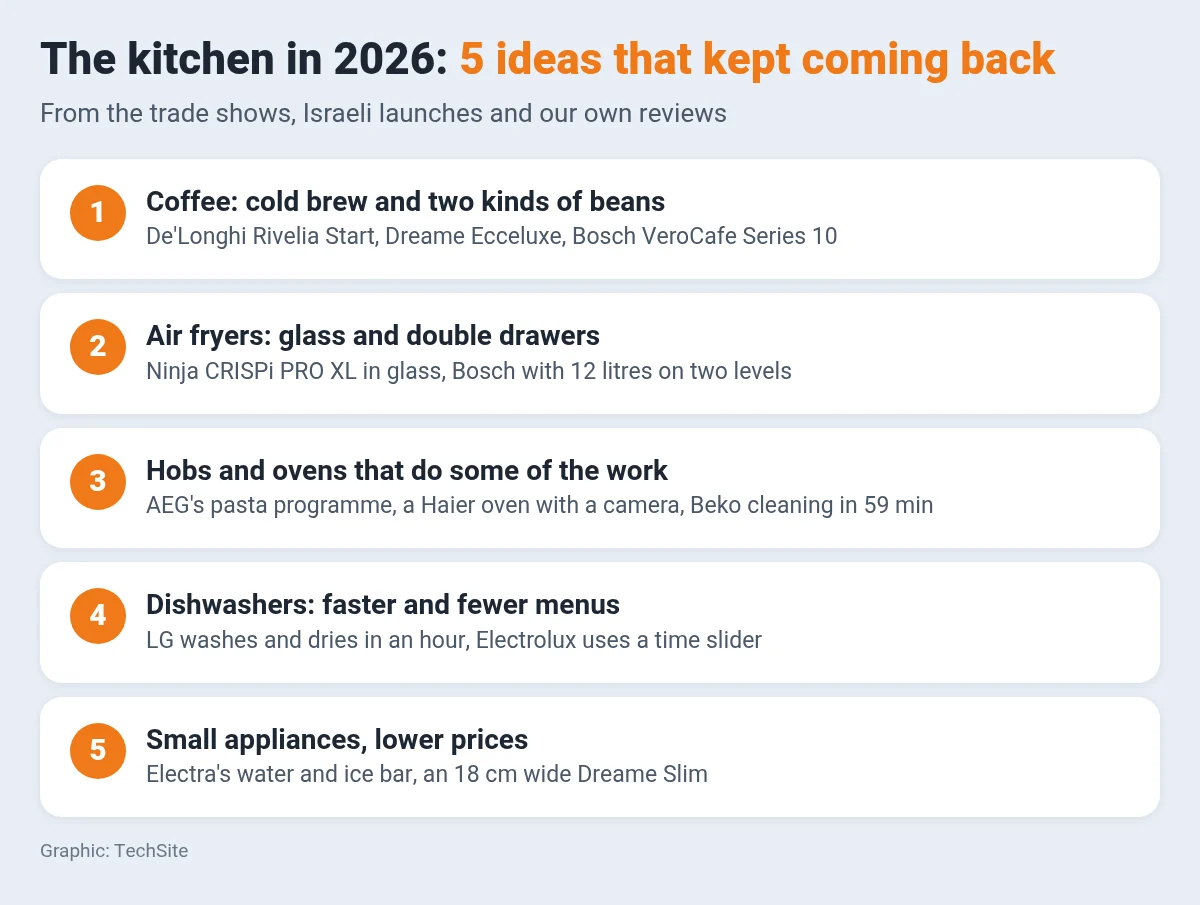 The kitchen in 2026: 5 ideas that kept coming back
From the trade shows, Israeli launches and our own reviews
1
Coffee: cold brew and two kinds of beans
De'Longhi Rivelia Start, Dreame Ecceluxe, Bosch VeroCafe Series 10
2
Air fryers: glass and double drawers
Ninja CRISPi PRO XL in glass, Bosch with 12 litres on two levels
3
Hobs and ovens that do some of the work
AEG's pasta programme, a Haier oven with a camera, Beko cleaning in 59 min
4
Dishwashers: faster and fewer menus
LG washes and dries in an hour, Electrolux uses a time slider
5
Small appliances, lower prices
Electra's water and ice bar, an 18 cm wide Dreame Slim
Graphic: TechSite